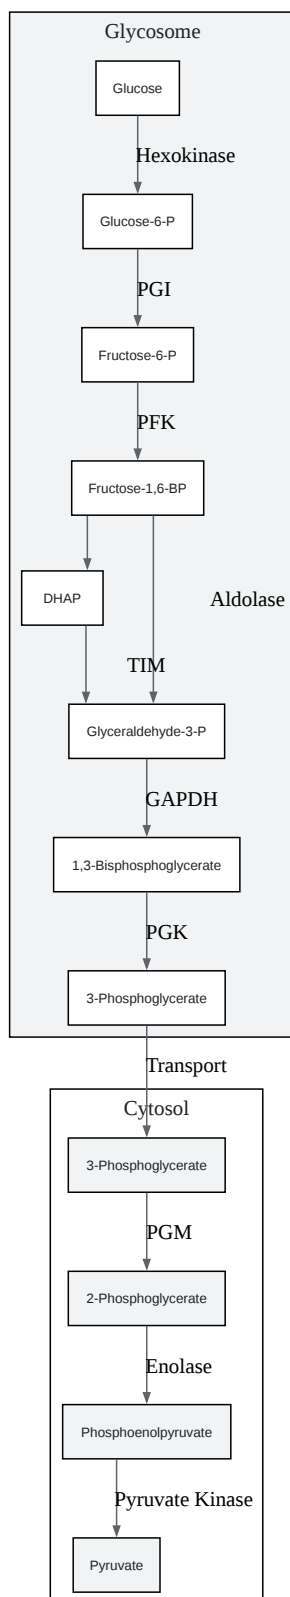 Glycosome
Glucose
Hexokinase
Glucose-6-P
PGI
Fructose-6-P
PFK
Fructose-1,6-BP
DHAP
Aldolase
TIM
Glyceraldehyde-3-P
GAPDH
1,3-Bisphosphoglycerate
PGK
3-Phosphoglycerate
Transport
Cytosol
3-Phosphoglycerate
PGM
2-Phosphoglycerate
Enolase
Phosphoenolpyruvate
Pyruvate Kinase
Pyruvate